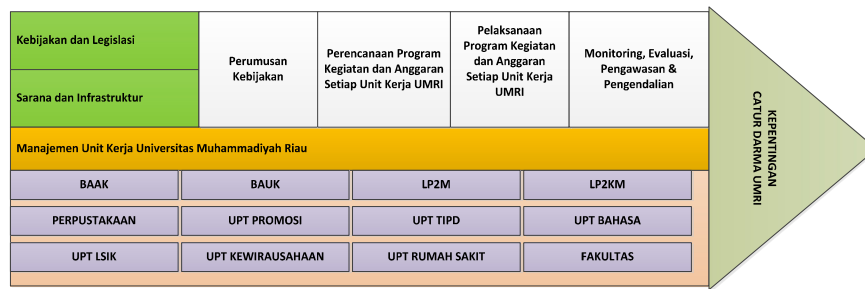 Kebijakan dan Legislasi
Sarana dan Infrastruktur
Perumusan
Kebijakan
Perencanaan Program
Kegiatan dan Anggaran
Setiap Unit Kerja UMRI
Pelaksanaan
Program Kegiatan
dan Anggaran
Setiap Unit Kerja
UMRI
Monitoring, Evaluasi,
Pengawasan &
Pengendalian
KEPENTINGAN
CATUR DARMA UMRI
Manajemen Unit Kerja Universitas Muhammadiyah Riau
BAAK
BAUK
LP2M
LP2KM
PERPUSTAKAAN
UPT PROMOSI
UPT TIPD
UPT BAHASA
UPT LSIK
UPT KEWIRAUSAHAAN
UPT RUMAH SAKIT
FAKULTAS